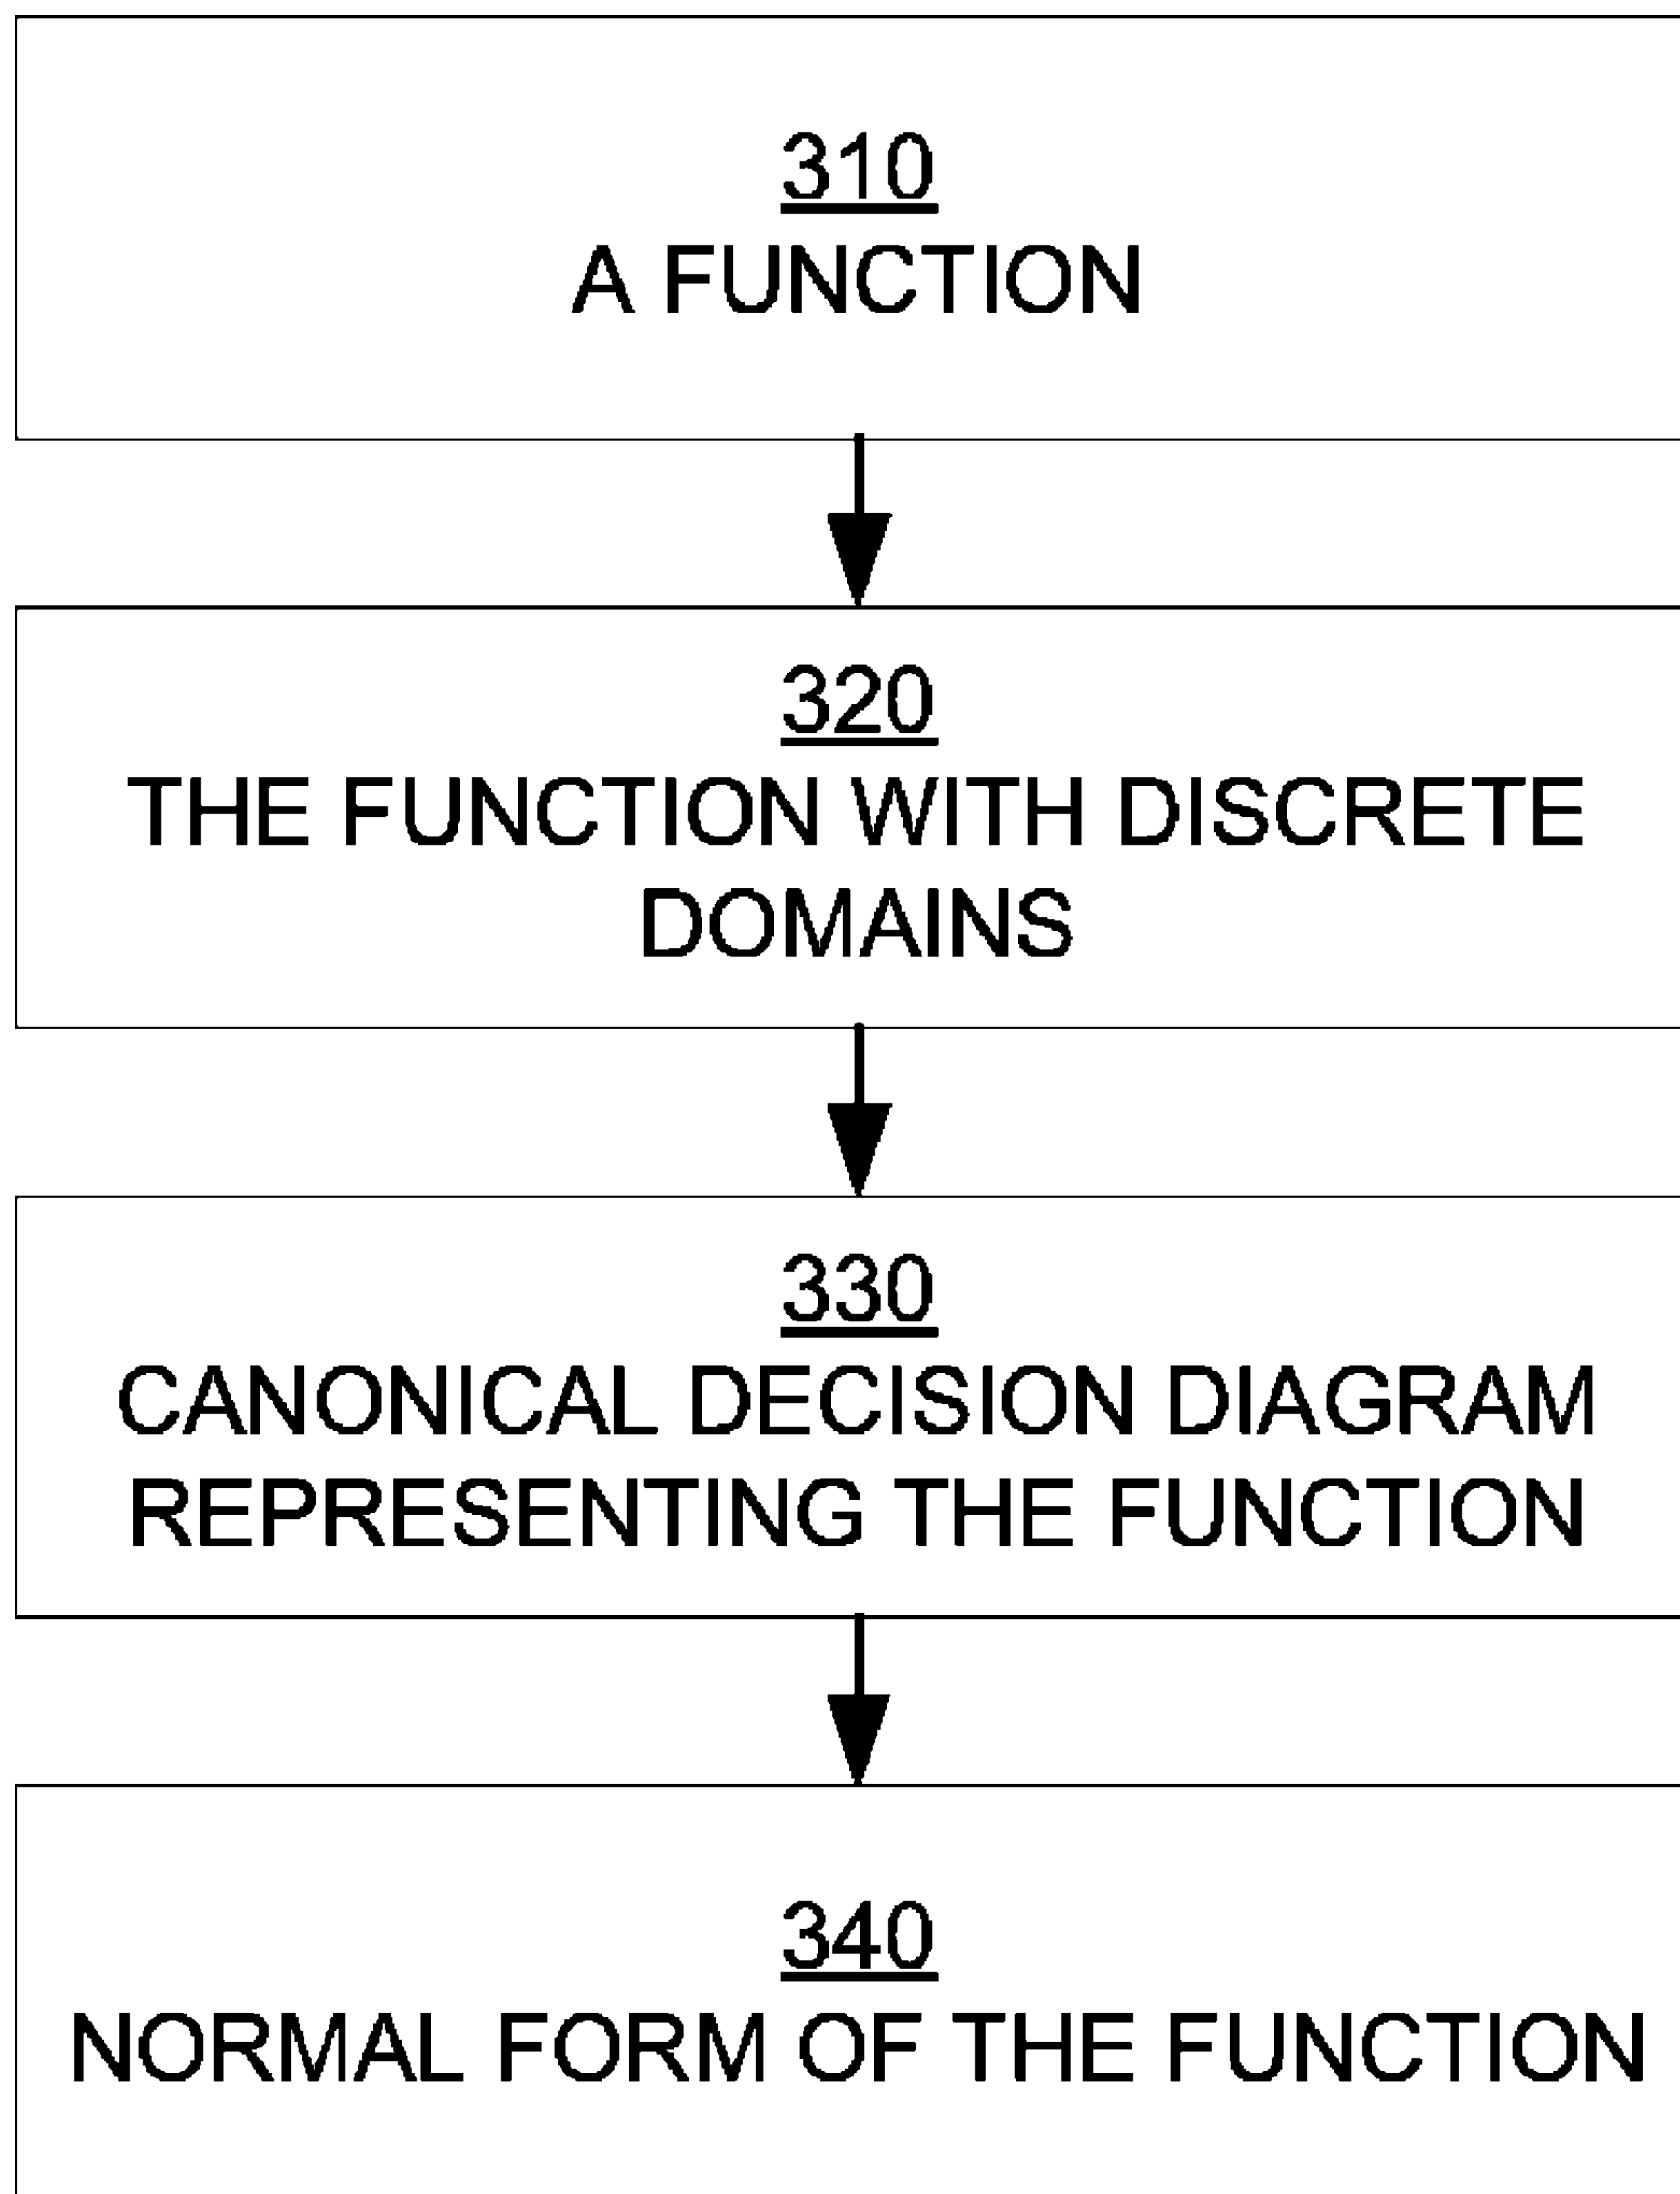 310
A FUNCTION
320
THE FUNCTION WITH DISCRETE
DOMAINS
330
CANONICAL DECISION DIAGRAM
REPRESENTING THE FUNCTION
340
NORMAL FORM OF THE FUNCTION